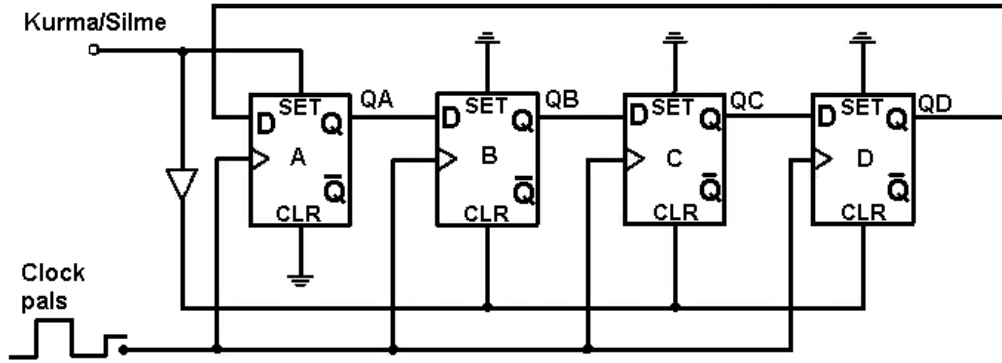 Kurma/Silme
SET QA SET QB SET QC SET QD
D Q D Q D Q D Q
A B C D
Q̅ Q̅ Q̅ Q̅
CLR CLR CLR CLR
Clock
pals